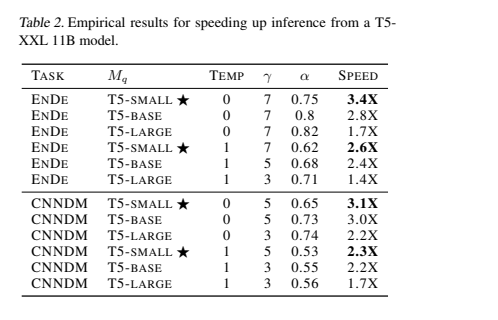 Table 2. Empirical results for speeding up inference from a T5-
XXL 11B model.
TASK M_q TEMP γ α SPEED
ENDE T5-SMALL ★ 0 7 0.75 3.4X
ENDE T5-BASE 0 7 0.8 2.8X
ENDE T5-LARGE 0 7 0.82 1.7X
ENDE T5-SMALL ★ 1 7 0.62 2.6X
ENDE T5-BASE 1 5 0.68 2.4X
ENDE T5-LARGE 1 3 0.71 1.4X
CNNDM T5-SMALL ★ 0 5 0.65 3.1X
CNNDM T5-BASE 0 5 0.73 3.0X
CNNDM T5-LARGE 0 3 0.74 2.2X
CNNDM T5-SMALL ★ 1 5 0.53 2.3X
CNNDM T5-BASE 1 3 0.55 2.2X
CNNDM T5-LARGE 1 3 0.56 1.7X